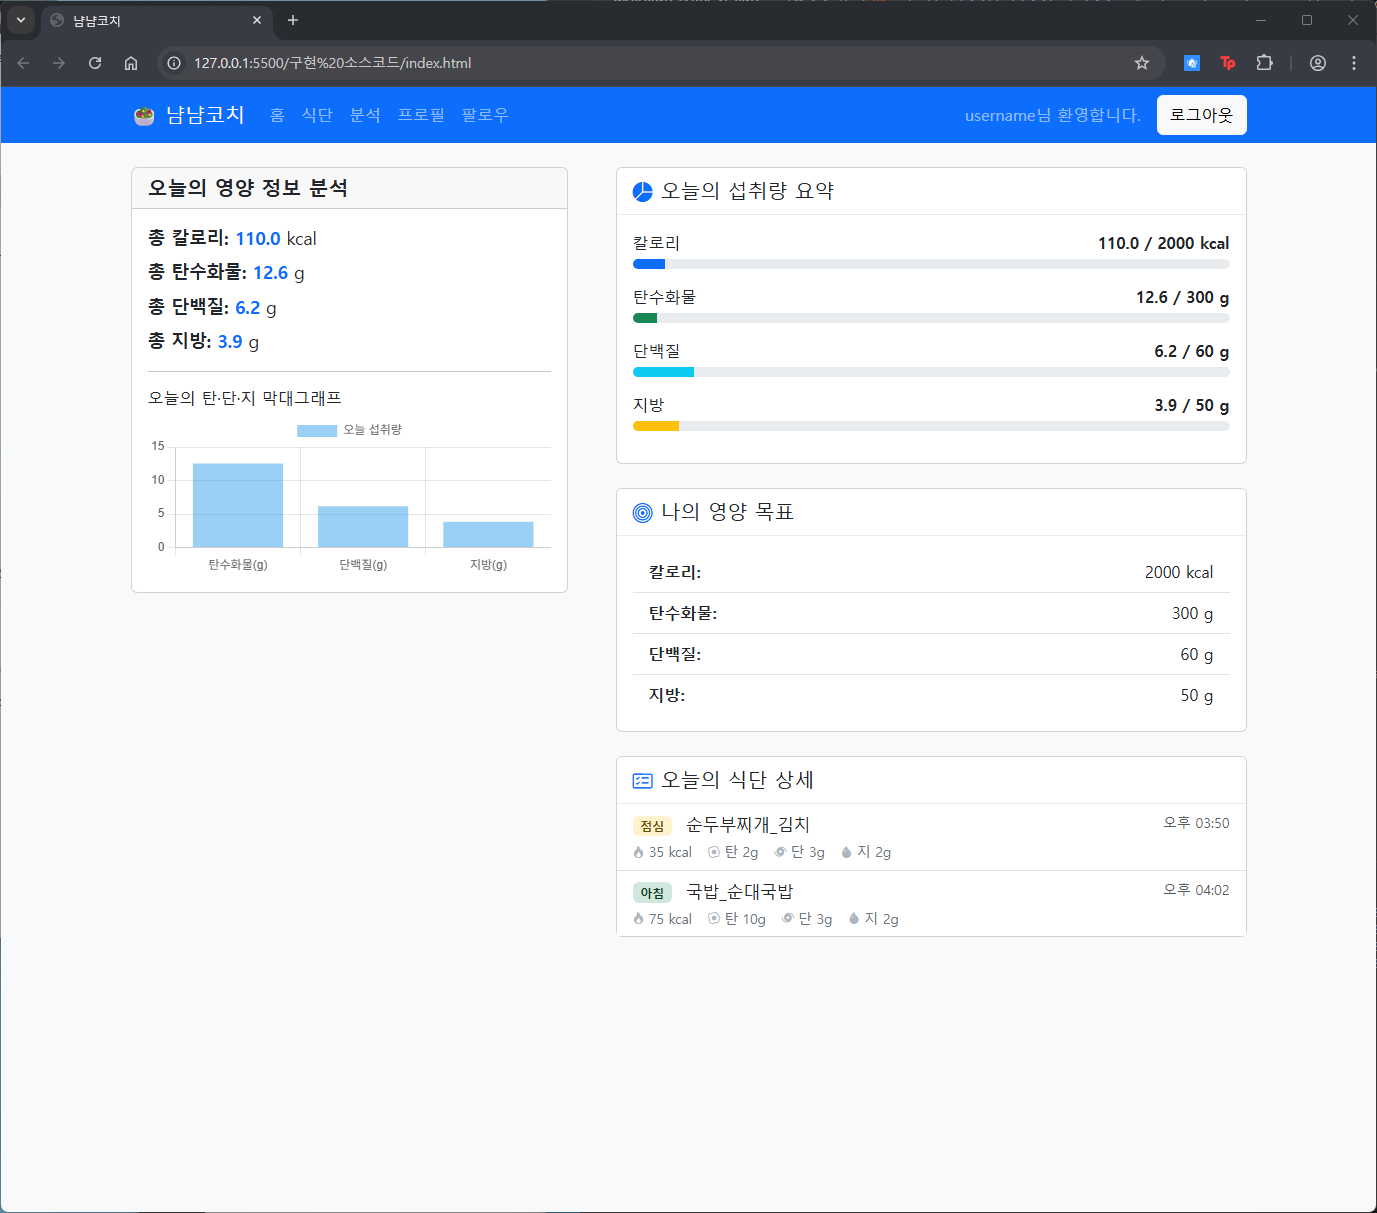 냠냠코치
127.0.0.1:5500/구현%20소스코드/index.html
냠냠코치 홈 식단 분석 프로필 팔로우 username님 환영합니다. 로그아웃
오늘의 영양 정보 분석
총 칼로리: 110.0 kcal
총 탄수화물: 12.6 g
총 단백질: 6.2 g
총 지방: 3.9 g
오늘의 탄·단·지 막대그래프
오늘 섭취량
15
10
5
0
탄수화물(g) 단백질(g) 지방(g)
오늘의 섭취량 요약
칼로리 110.0 / 2000 kcal
탄수화물 12.6 / 300 g
단백질 6.2 / 60 g
지방 3.9 / 50 g
나의 영양 목표
칼로리: 2000 kcal
탄수화물: 300 g
단백질: 60 g
지방: 50 g
오늘의 식단 상세
점심 순두부찌개_김치 오후 03:50
35 kcal 탄 2g 단 3g 지 2g
아침 국밥_순대국밥 오후 04:02
75 kcal 탄 10g 단 3g 지 2g